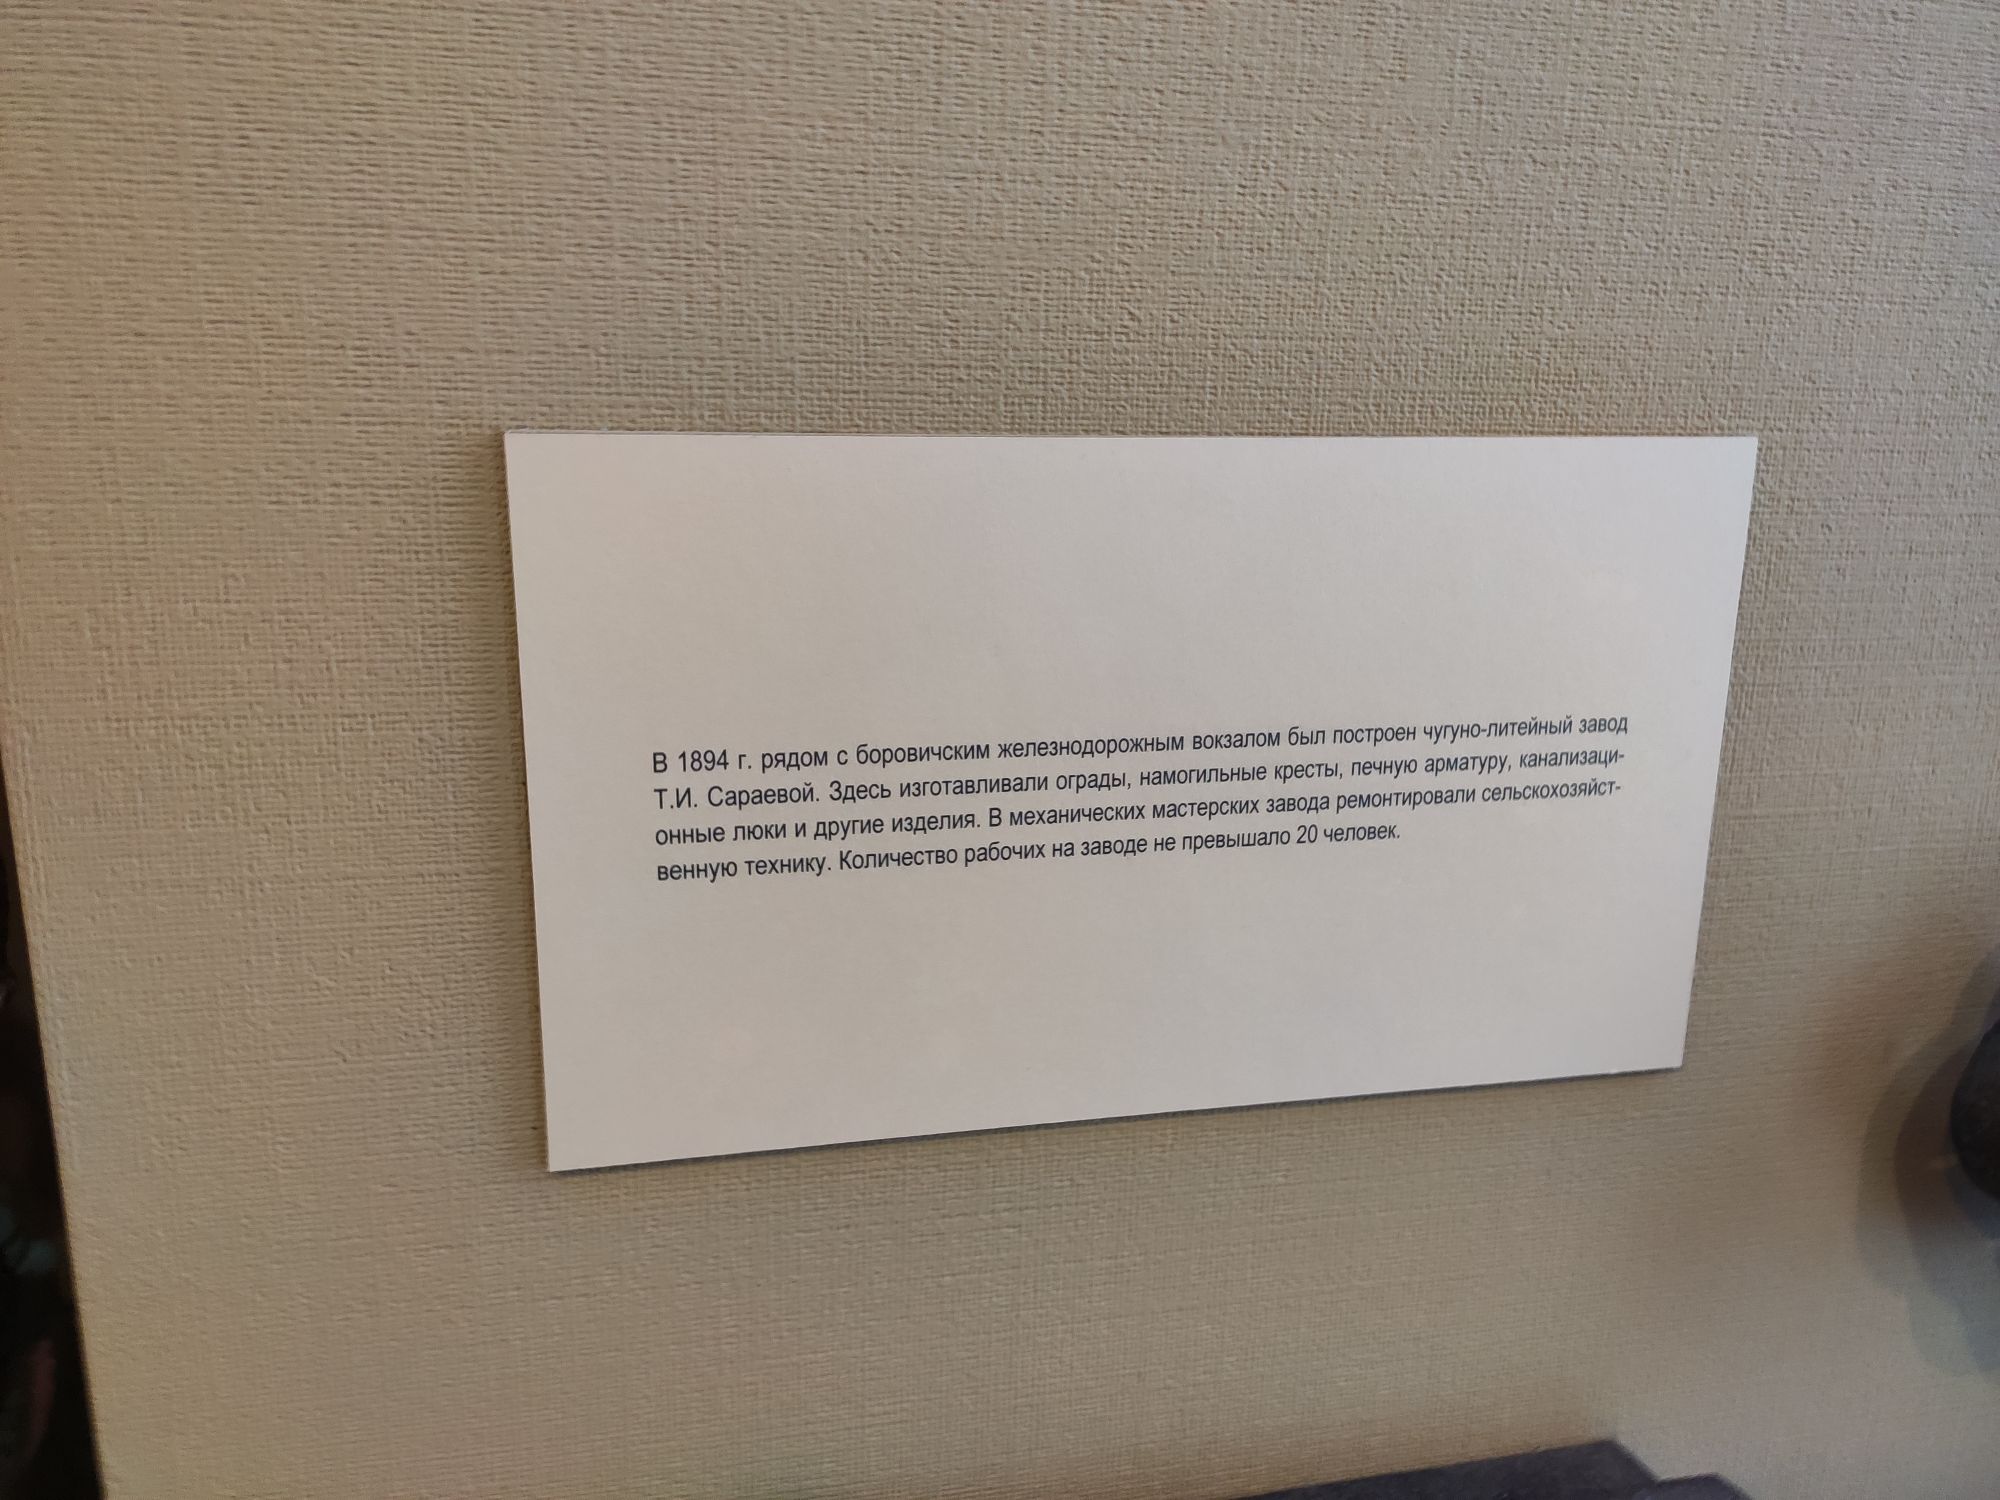 В 1894 г. рядом с боровичским железнодорожным вокзалом был построен чугуно-литейный завод
Т.И. Сараевой. Здесь изготавливали ограды, намогильные кресты, печную арматуру, канализаци-
онные люки и другие изделия. В механических мастерских завода ремонтировали сельскохозяйст-
венную технику. Количество рабочих на заводе не превышало 20 человек.